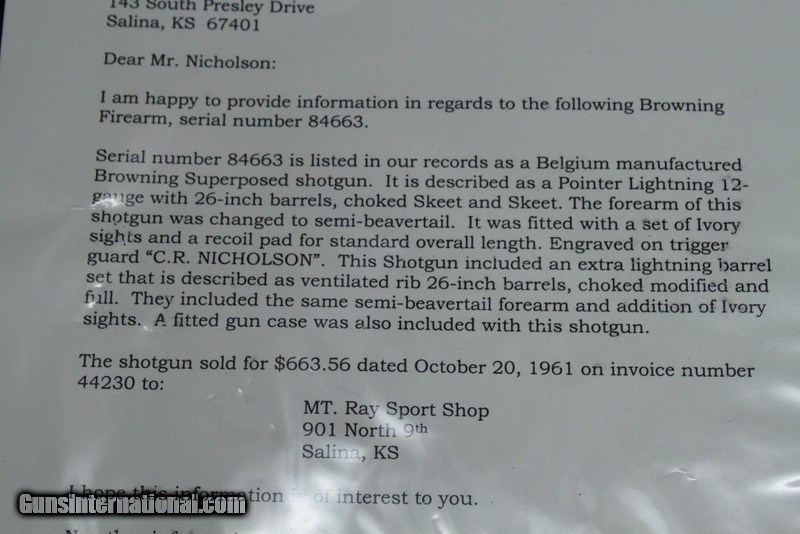 143 South Presley Drive
Salina, KS  67401
Dear Mr. Nicholson:
I am happy to provide information in regards to the following Browning
Firearm, serial number 84663.
Serial number 84663 is listed in our records as a Belgium manufactured
Browning Superposed shotgun.  It is described as a Pointer Lightning 12-
gauge with 26-inch barrels, choked Skeet and Skeet. The forearm of this
shotgun was changed to semi-beavertail.  It was fitted with a set of Ivory
sights and a recoil pad for standard overall length. Engraved on trigger
guard “C.R. NICHOLSON”.  This Shotgun included an extra lightning barrel
set that is described as ventilated rib 26-inch barrels, choked modified and
full.  They included the same semi-beavertail forearm and addition of Ivory
sights.  A fitted gun case was also included with this shotgun.
The shotgun sold for $663.56 dated October 20, 1961 on invoice number
44230 to:
MT. Ray Sport Shop
901 North 9th
Salina, KS
I hope this information is of interest to you.
GunsInternational.com